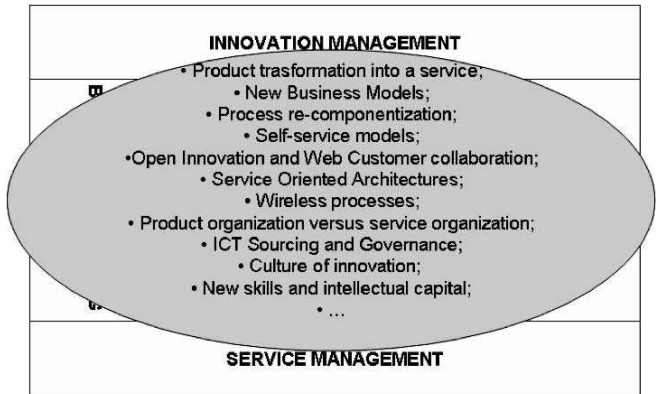 INNOVATION MANAGEMENT
• Product trasformation into a service;
• New Business Models;
• Process re-componentization;
• Self-service models;
•Open Innovation and Web Customer collaboration;
• Service Oriented Architectures;
• Wireless processes;
• Product organization versus service organization;
• ICT Sourcing and Governance;
• Culture of innovation;
• New skills and intellectual capital;
• ...
SERVICE MANAGEMENT